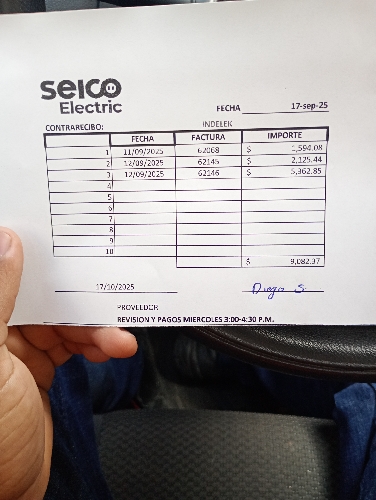 seico
Electric
FECHA 17-sep-25
CONTRARECIBO: INDELEK
FECHA FACTURA IMPORTE
1 11/09/2025 62068 $ 1,594.08
2 12/09/2025 62145 $ 2,125.44
3 12/09/2025 62146 $ 5,362.85
4
5
6
7
8
9
10
$ 9,082.37
17/10/2025 Diego S.
PROVEEDOR
REVISION Y PAGOS MIERCOLES 3:00-4:30 P.M.